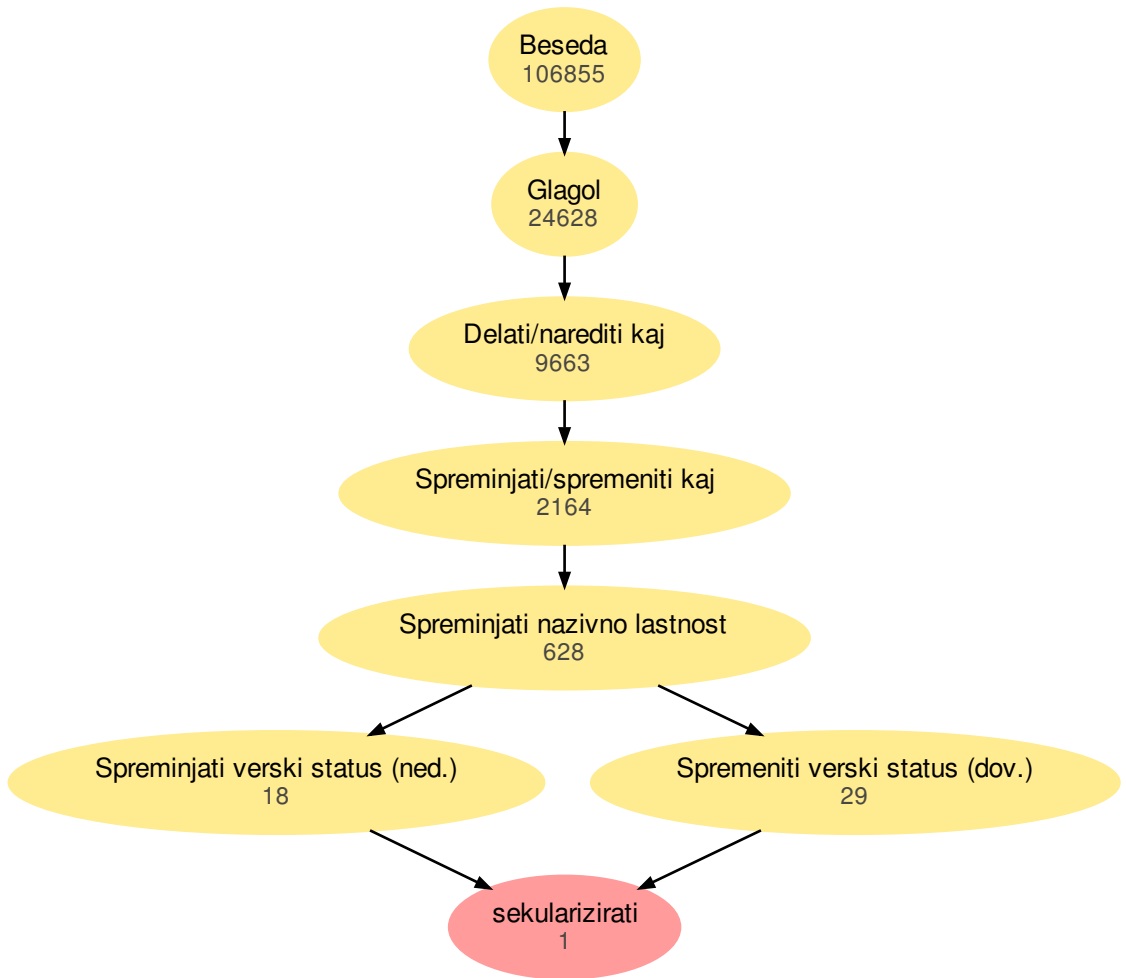 Beseda
106855
Glagol
24628
Delati/narediti kaj
9663
Spreminjati/spremeniti kaj
2164
Spreminjati nazivno lastnost
628
Spreminjati verski status (ned.)
18
Spremeniti verski status (dov.)
29
sekularizirati
1